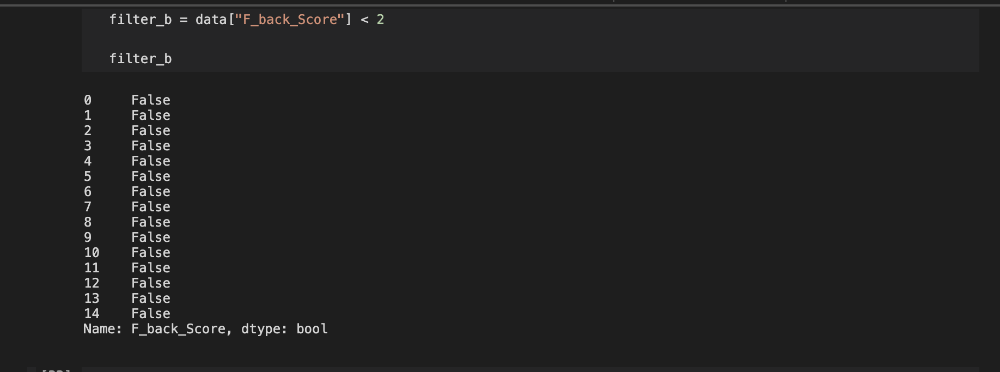 filter_b = data["F_back_Score"] < 2
filter_b
0 False
1 False
2 False
3 False
4 False
5 False
6 False
7 False
8 False
9 False
10 False
11 False
12 False
13 False
14 False
Name: F_back_Score, dtype: bool